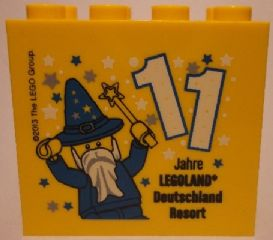 ©2013 The LEGO Group.
11
Jahre
LEGOLAND®
Deutschland
Resort